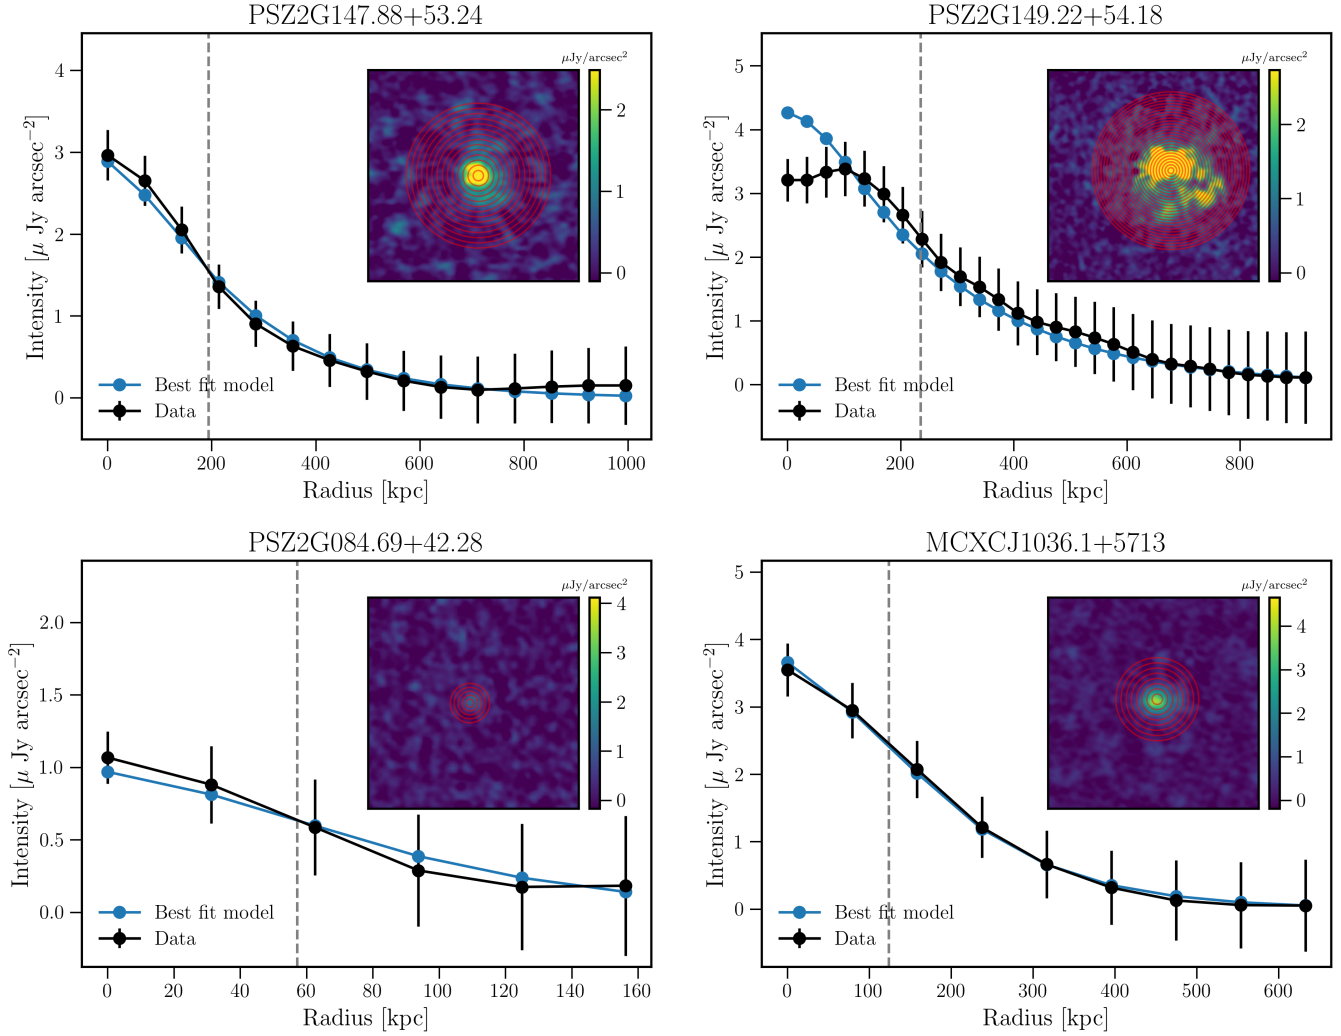 PSZ2G147.88+53.24
μJy/arcsec²
4
3
2
1
0
2
1
0
Intensity [μ Jy arcsec⁻²]
Best fit model
Data
0 200 400 600 800 1000
Radius [kpc]
PSZ2G149.22+54.18
μJy/arcsec²
5
4
3
2
1
0
2
1
0
Intensity [μ Jy arcsec⁻²]
Best fit model
Data
0 200 400 600 800
Radius [kpc]
PSZ2G084.69+42.28
μJy/arcsec²
2.0
1.5
1.0
0.5
0.0
4
3
2
1
0
Intensity [μ Jy arcsec⁻²]
Best fit model
Data
0 20 40 60 80 100 120 140 160
Radius [kpc]
MCXCJ1036.1+5713
μJy/arcsec²
5
4
3
2
1
0
4
3
2
1
0
Intensity [μ Jy arcsec⁻²]
Best fit model
Data
0 100 200 300 400 500 600
Radius [kpc]